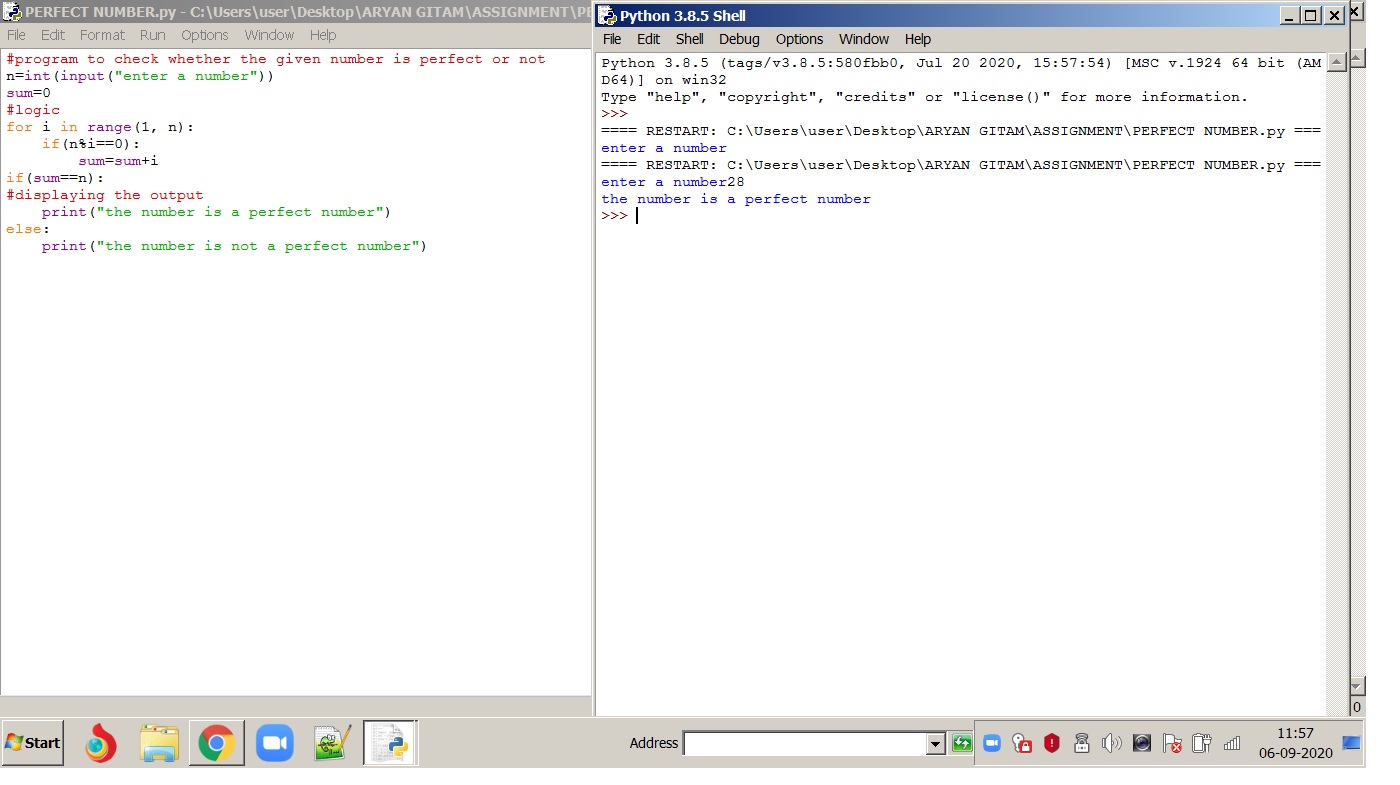 PERFECT NUMBER.py - C:\Users\user\Desktop\ARYAN GITAM\ASSIGNMENT\PE
File Edit Format Run Options Window Help
#program to check whether the given number is perfect or not
n=int(input("enter a number"))
sum=0
#logic
for i in range(1, n):
    if(n%i==0):
        sum=sum+i
if(sum==n):
#displaying the output
    print("the number is a perfect number")
else:
    print("the number is not a perfect number")
Python 3.8.5 Shell
File Edit Shell Debug Options Window Help
Python 3.8.5 (tags/v3.8.5:580fbb0, Jul 20 2020, 15:57:54) [MSC v.1924 64 bit (AM
D64)] on win32
Type "help", "copyright", "credits" or "license()" for more information.
>>>
==== RESTART: C:\Users\user\Desktop\ARYAN GITAM\ASSIGNMENT\PERFECT NUMBER.py ===
enter a number
==== RESTART: C:\Users\user\Desktop\ARYAN GITAM\ASSIGNMENT\PERFECT NUMBER.py ===
enter a number28
the number is a perfect number
>>>
0
Start
Address
11:57
06-09-2020